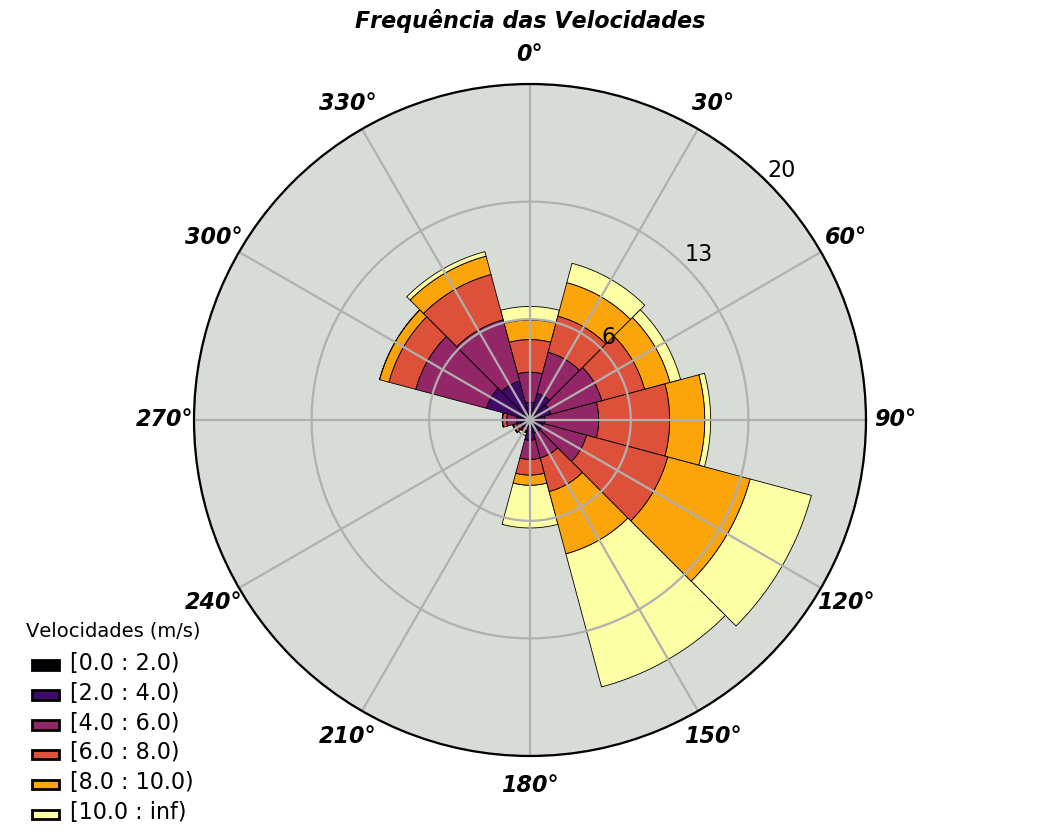 Frequência das Velocidades
0°
330°
30°
20
300°
60°
13
6
270°
90°
240°
120°
Velocidades (m/s)
[0.0 : 2.0)
[2.0 : 4.0)
[4.0 : 6.0)
210°
150°
[6.0 : 8.0)
180°
[8.0 : 10.0)
[10.0 : inf)